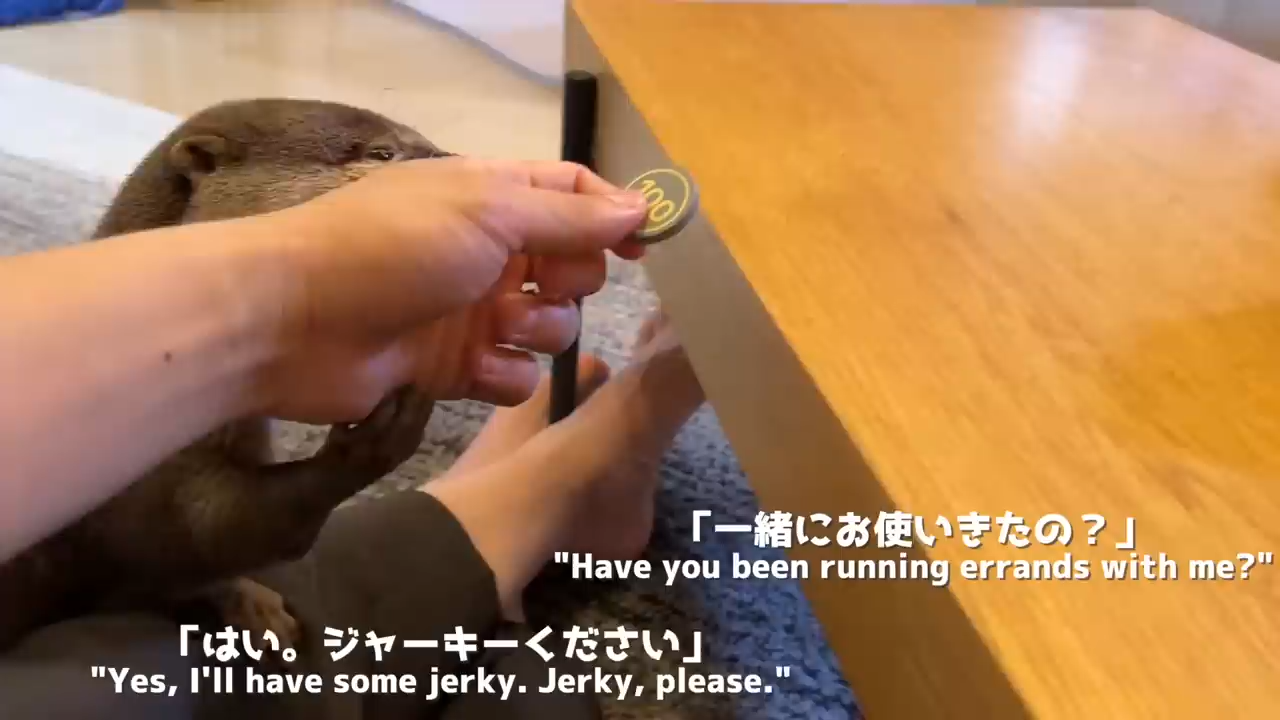 100
「一緒にお使いきたの？」
"Have you been running errands with me?"
「はい。ジャーキーください」
"Yes, I'll have some jerky. Jerky, please."